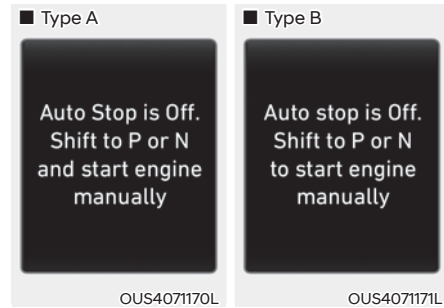 ■ Type A
Auto Stop is Off.
Shift to P or N
and start engine
manually
OUS4071170L
■ Type B
Auto stop is Off.
Shift to P or N
to start engine
manually
OUS4071171L